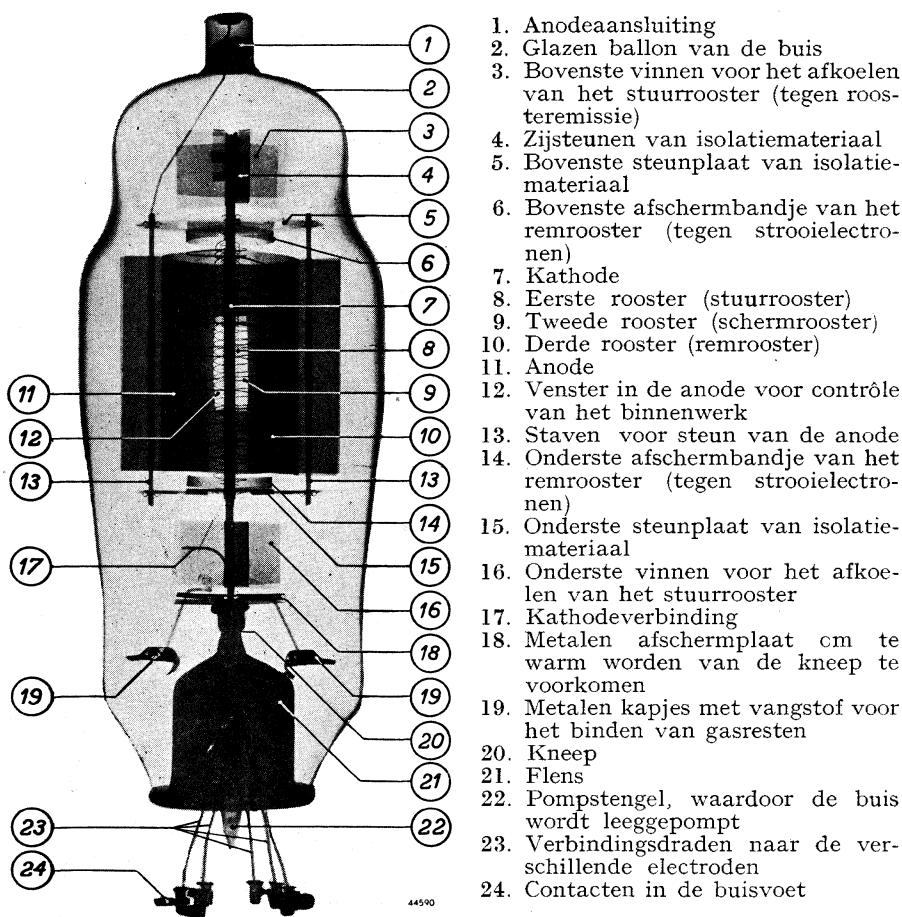 1. Anodeaansluiting
2. Glazen ballon van de buis
3. Bovenste vinnen voor het afkoelen
van het stuurrooster (tegen roos-
teremissie)
4. Zijsteunen van isolatiemateriaal
5. Bovenste steunplaat van isolatie-
materiaal
6. Bovenste afschermbandje van het
remrooster (tegen strooielectro-
nen)
7. Kathode
8. Eerste rooster (stuurrooster)
9. Tweede rooster (schermrooster)
10. Derde rooster (remrooster)
11. Anode
12. Venster in de anode voor contrôle
van het binnenwerk
13. Staven voor steun van de anode
14. Onderste afschermbandje van het
remrooster (tegen strooielectro-
nen)
15. Onderste steunplaat van isolatie-
materiaal
16. Onderste vinnen voor het afkoe-
len van het stuurrooster
17. Kathodeverbinding
18. Metalen afschermplaat cm te
warm worden van de kneep te
voorkomen
19. Metalen kapjes met vangstof voor
het binden van gasresten
20. Kneep
21. Flens
22. Pompstengel, waardoor de buis
wordt leeggepompt
23. Verbindingsdraden naar de ver-
schillende electroden
24. Contacten in de buisvoet
1
2
3
4
5
6
7
8
11
9
12
10
13
13
14
17
15
16
18
19
19
20
21
23
22
24
44590